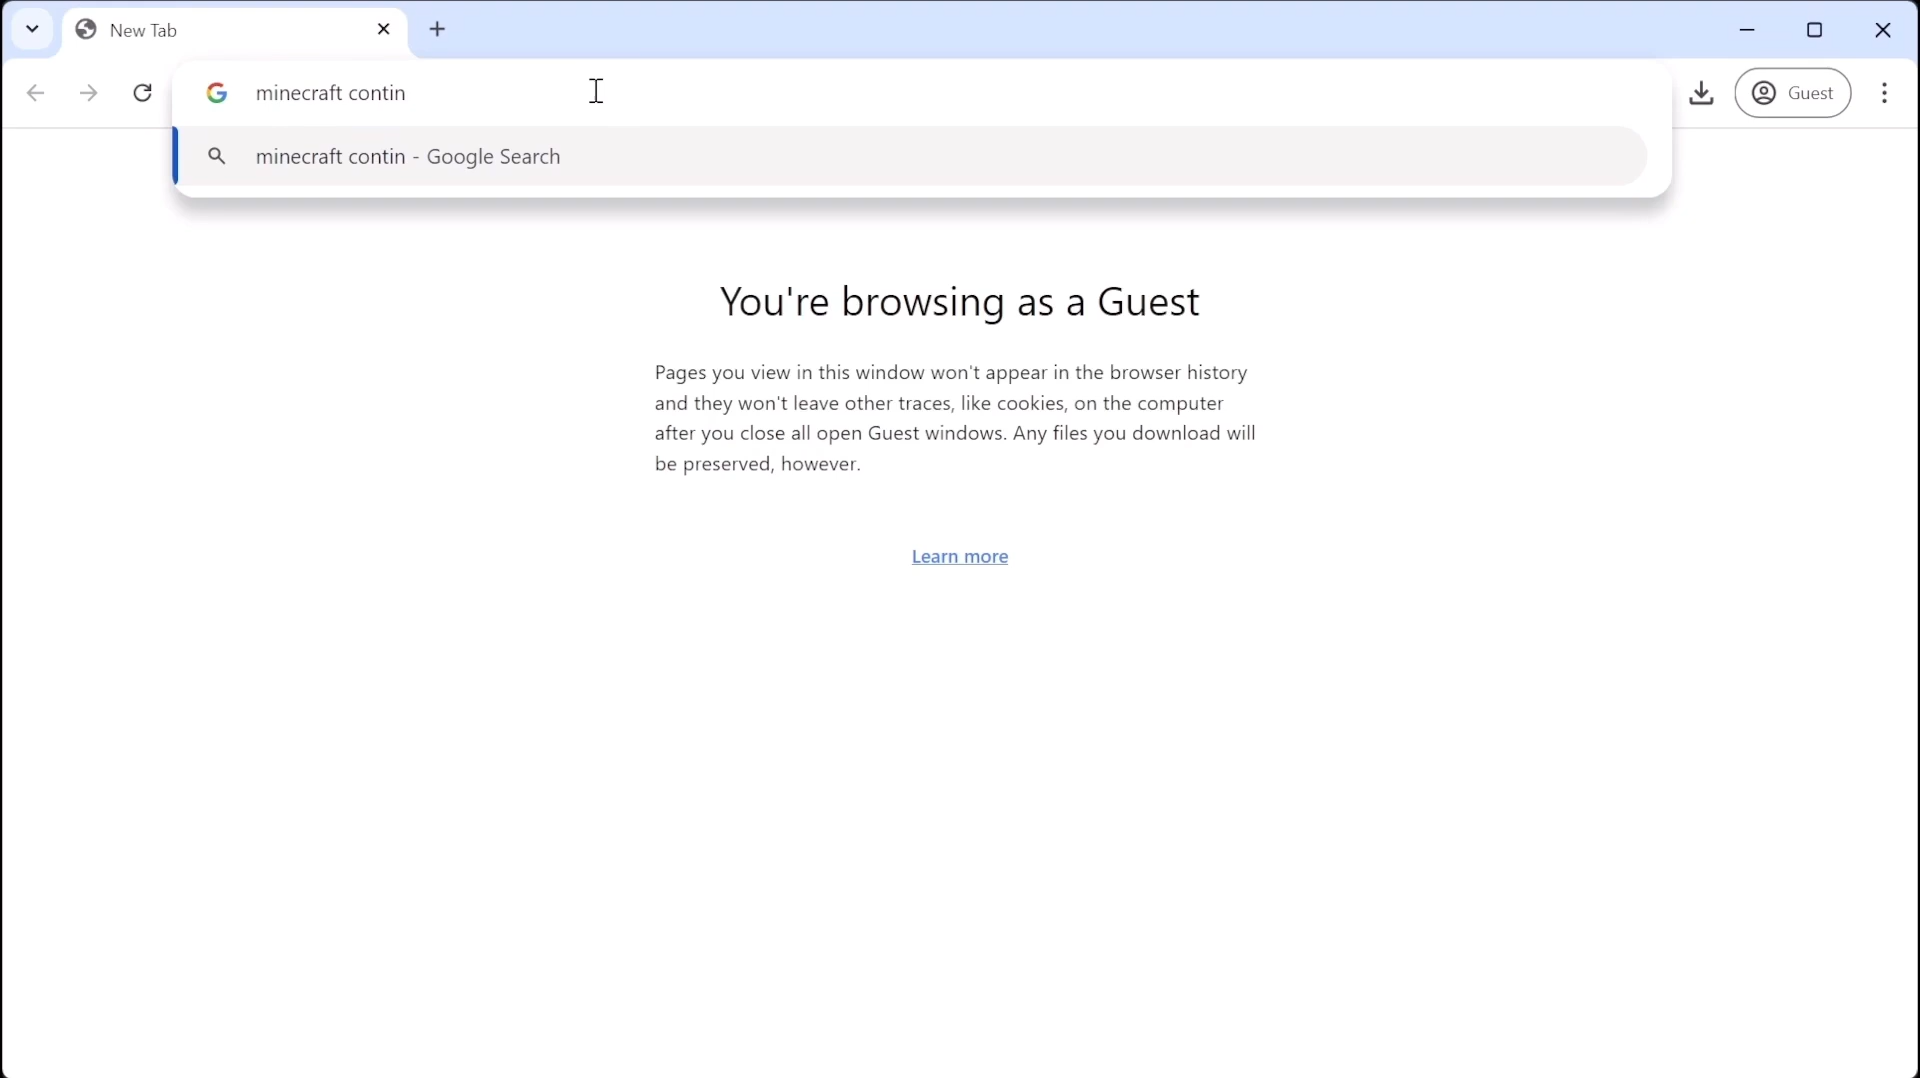 New Tab
minecraft contin
Guest
minecraft contin - Google Search
You're browsing as a Guest
Pages you view in this window won't appear in the browser history
and they won't leave other traces, like cookies, on the computer
after you close all open Guest windows. Any files you download will
be preserved, however.
Learn more